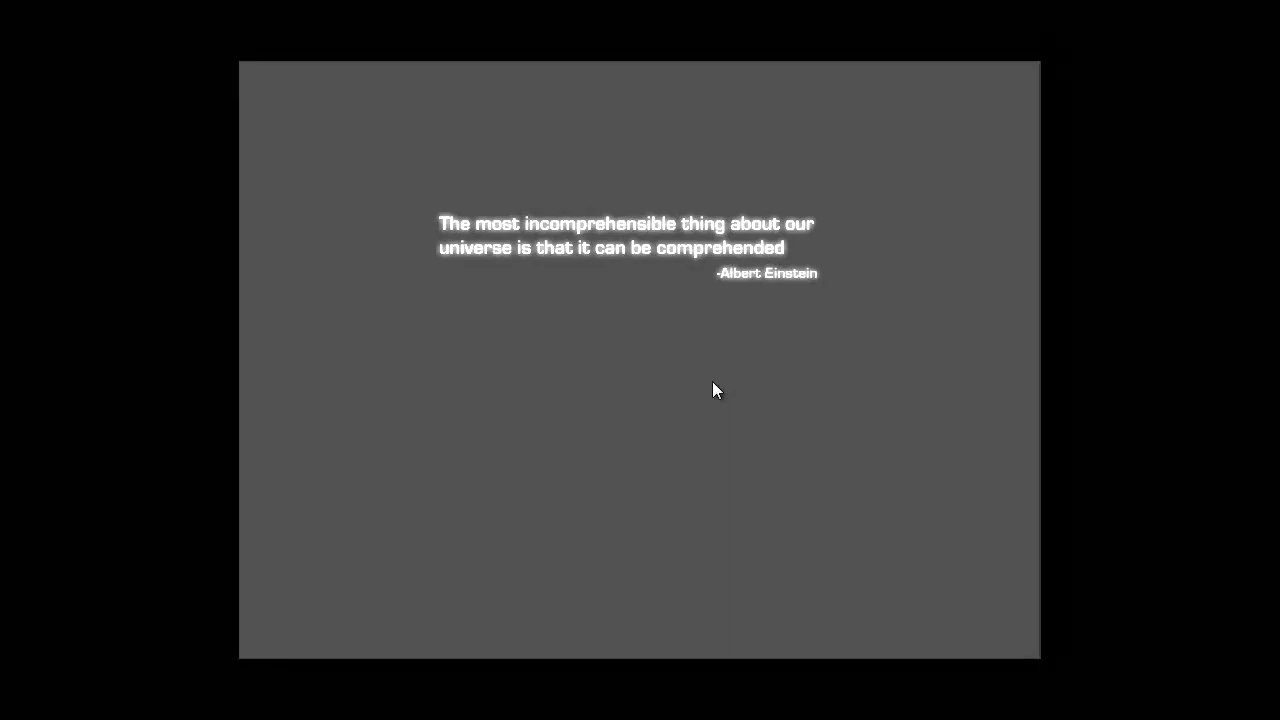 The most incomprehensible thing about our
universe is that it can be comprehended
-Albert Einstein